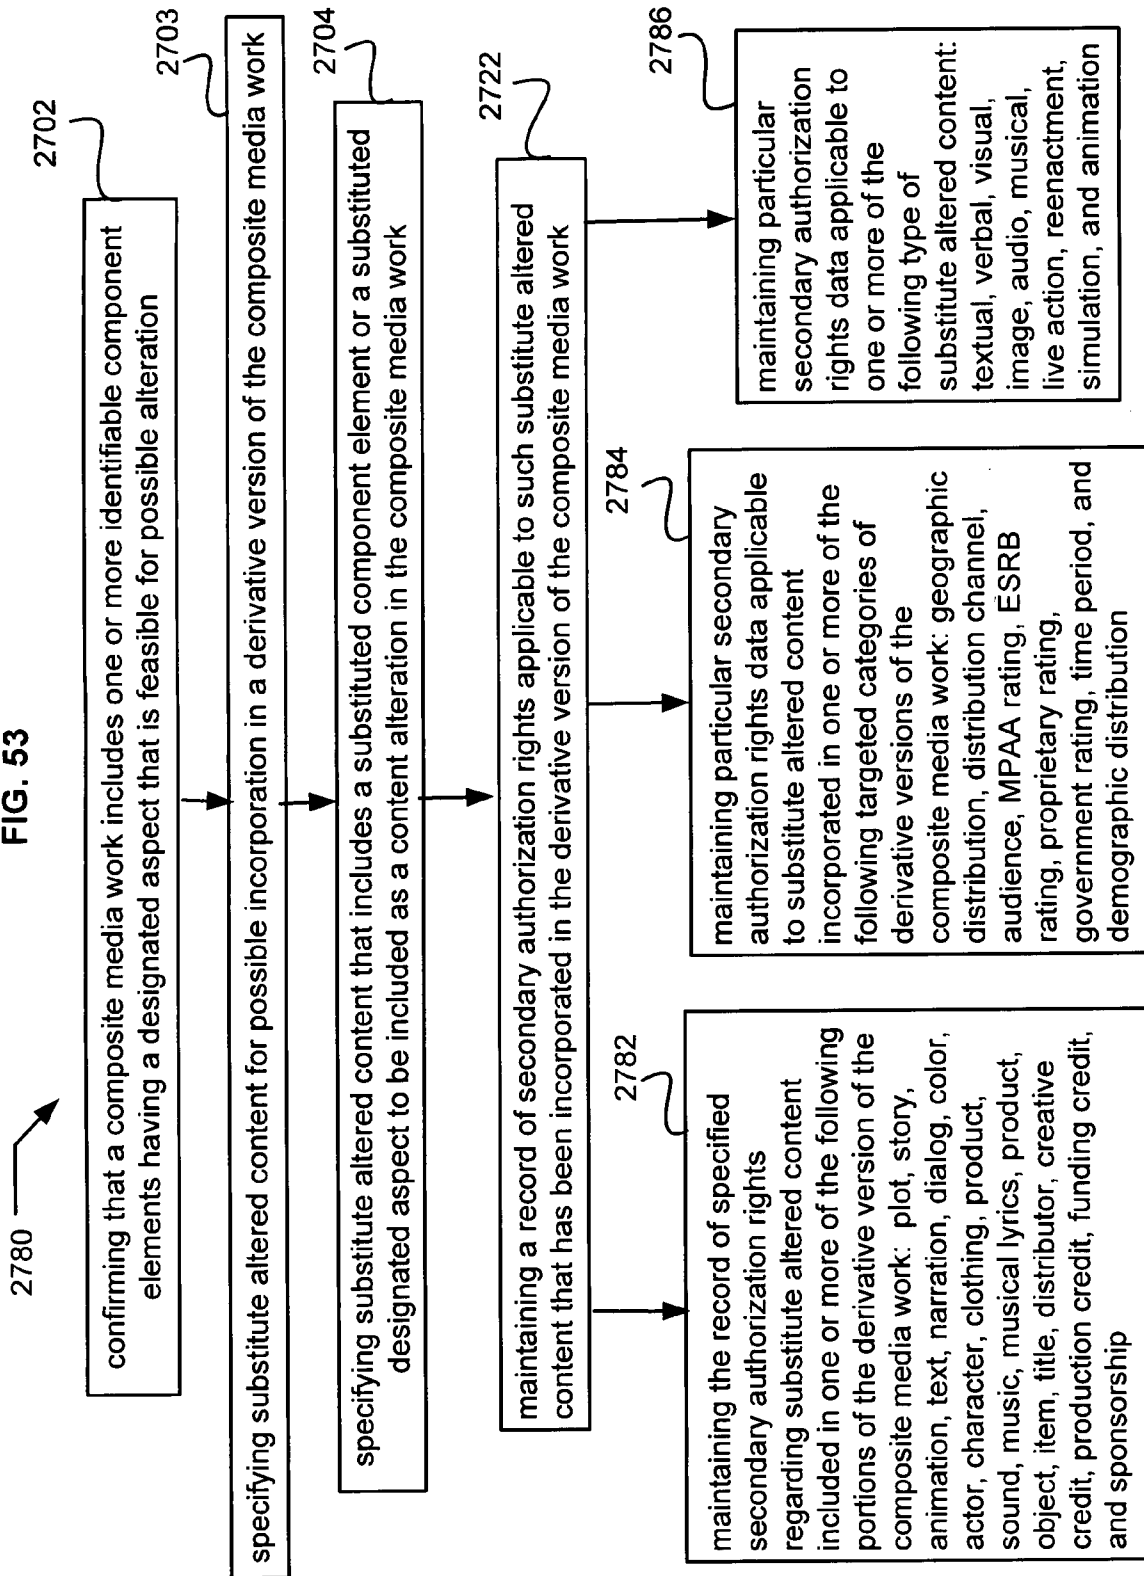 FIG. 53
2780
2702
confirming that a composite media work includes one or more identifiable component
elements having a designated aspect that is feasible for possible alteration
2703
specifying substitute altered content for possible incorporation in a derivative version of the composite media work
2704
specifying substitute altered content that includes a substituted component element or a substituted
designated aspect to be included as a content alteration in the composite media work
2722
maintaining a record of secondary authorization rights applicable to such substitute altered
content that has been incorporated in the derivative version of the composite media work
2782
maintaining the record of specified
secondary authorization rights
regarding substitute altered content
included in one or more of the following
portions of the derivative version of the
composite media work: plot, story,
animation, text, narration, dialog, color,
actor, character, clothing, product,
sound, music, musical lyrics, product,
object, item, title, distributor, creative
credit, production credit, funding credit,
and sponsorship
2784
maintaining particular secondary
authorization rights data applicable
to substitute altered content
incorporated in one or more of the
following targeted categories of
derivative versions of the
composite media work: geographic
distribution, distribution channel,
audience, MPAA rating, ESRB
rating, proprietary rating,
government rating, time period, and
demographic distribution
2786
maintaining particular
secondary authorization
rights data applicable to
one or more of the
following type of
substitute altered content:
textual, verbal, visual,
image, audio, musical,
live action, reenactment,
simulation, and animation